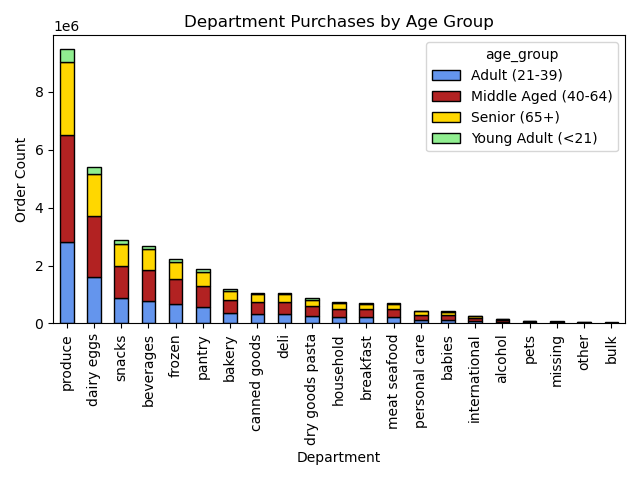 Department Purchases by Age Group
1e6
age_group
Adult (21-39)
Middle Aged (40-64)
Senior (65+)
Young Adult (<21)
8
6
4
2
0
Order Count
produce
dairy eggs
snacks
beverages
frozen
pantry
bakery
canned goods
deli
dry goods pasta
household
breakfast
meat seafood
personal care
babies
international
alcohol
pets
missing
other
bulk
Department